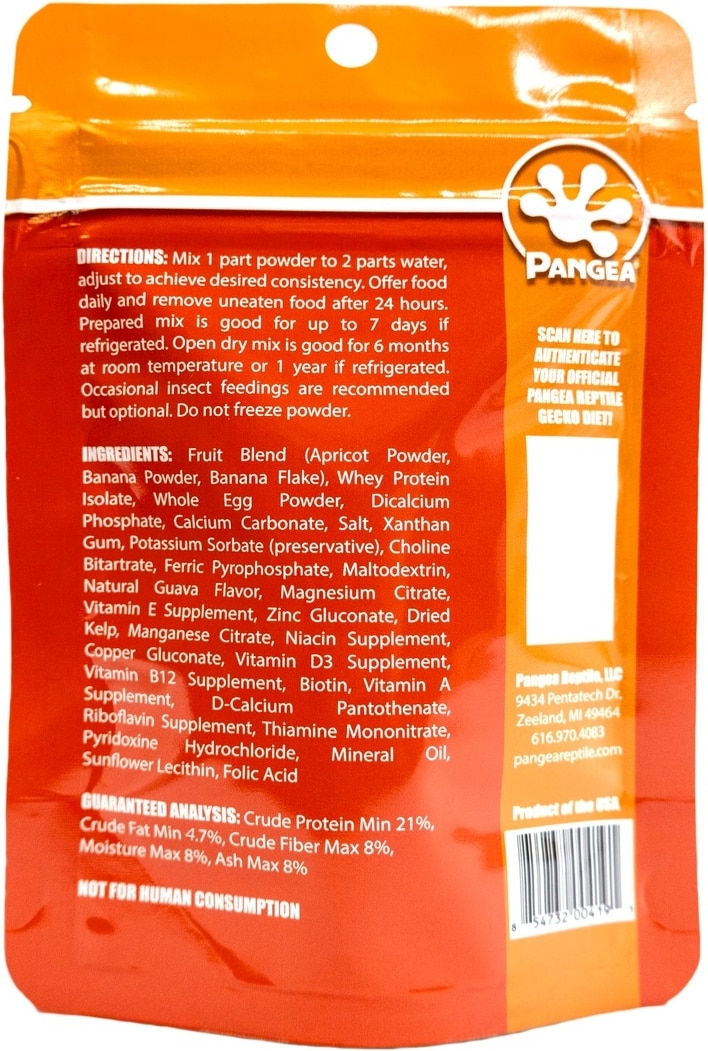 DIRECTIONS: Mix 1 part powder to 2 parts water,
adjust to achieve desired consistency. Offer food
daily and remove uneaten food after 24 hours.
Prepared mix is good for up to 7 days if
refrigerated. Open dry mix is good for 6 months
at room temperature or 1 year if refrigerated.
Occasional insect feedings are recommended
but optional. Do not freeze powder.
INGREDIENTS: Fruit Blend (Apricot Powder,
Banana Powder, Banana Flake), Whey Protein
Isolate, Whole Egg Powder, Dicalcium
Phosphate, Calcium Carbonate, Salt, Xanthan
Gum, Potassium Sorbate (preservative), Choline
Bitartrate, Ferric Pyrophosphate, Maltodextrin,
Natural Guava Flavor, Magnesium Citrate,
Vitamin E Supplement, Zinc Gluconate, Dried
Kelp, Manganese Citrate, Niacin Supplement,
Copper Gluconate, Vitamin D3 Supplement,
Vitamin B12 Supplement, Biotin, Vitamin A
Supplement, D-Calcium Pantothenate,
Riboflavin Supplement, Thiamine Mononitrate,
Pyridoxine Hydrochloride, Mineral Oil,
Sunflower Lecithin, Folic Acid
GUARANTEED ANALYSIS: Crude Protein Min 21%,
Crude Fat Min 4.7%, Crude Fiber Max 8%,
Moisture Max 8%, Ash Max 8%
NOT FOR HUMAN CONSUMPTION
PANGEA
SCAN HERE TO
AUTHENTICATE
YOUR OFFICIAL
PANGEA REPTILE
GECKO DIET!
Pangea Reptile, LLC
9434 Pentatech Dr.
Zeeland, MI 49464
616.970.4083
pangeareptile.com
Product of the USA
8 54732 00419 1